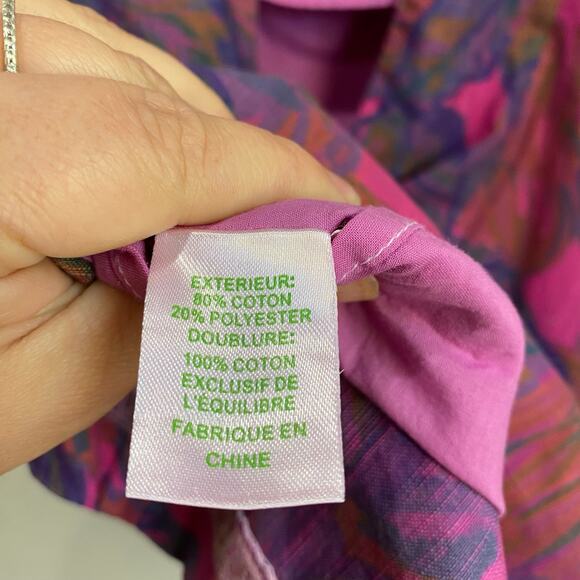 EXTERIEUR:
80% COTON
20% POLYESTER
DOUBLURE:
100% COTON
EXCLUSIF DE
L'ÉQUILIBRE
FABRIQUE EN
CHINE